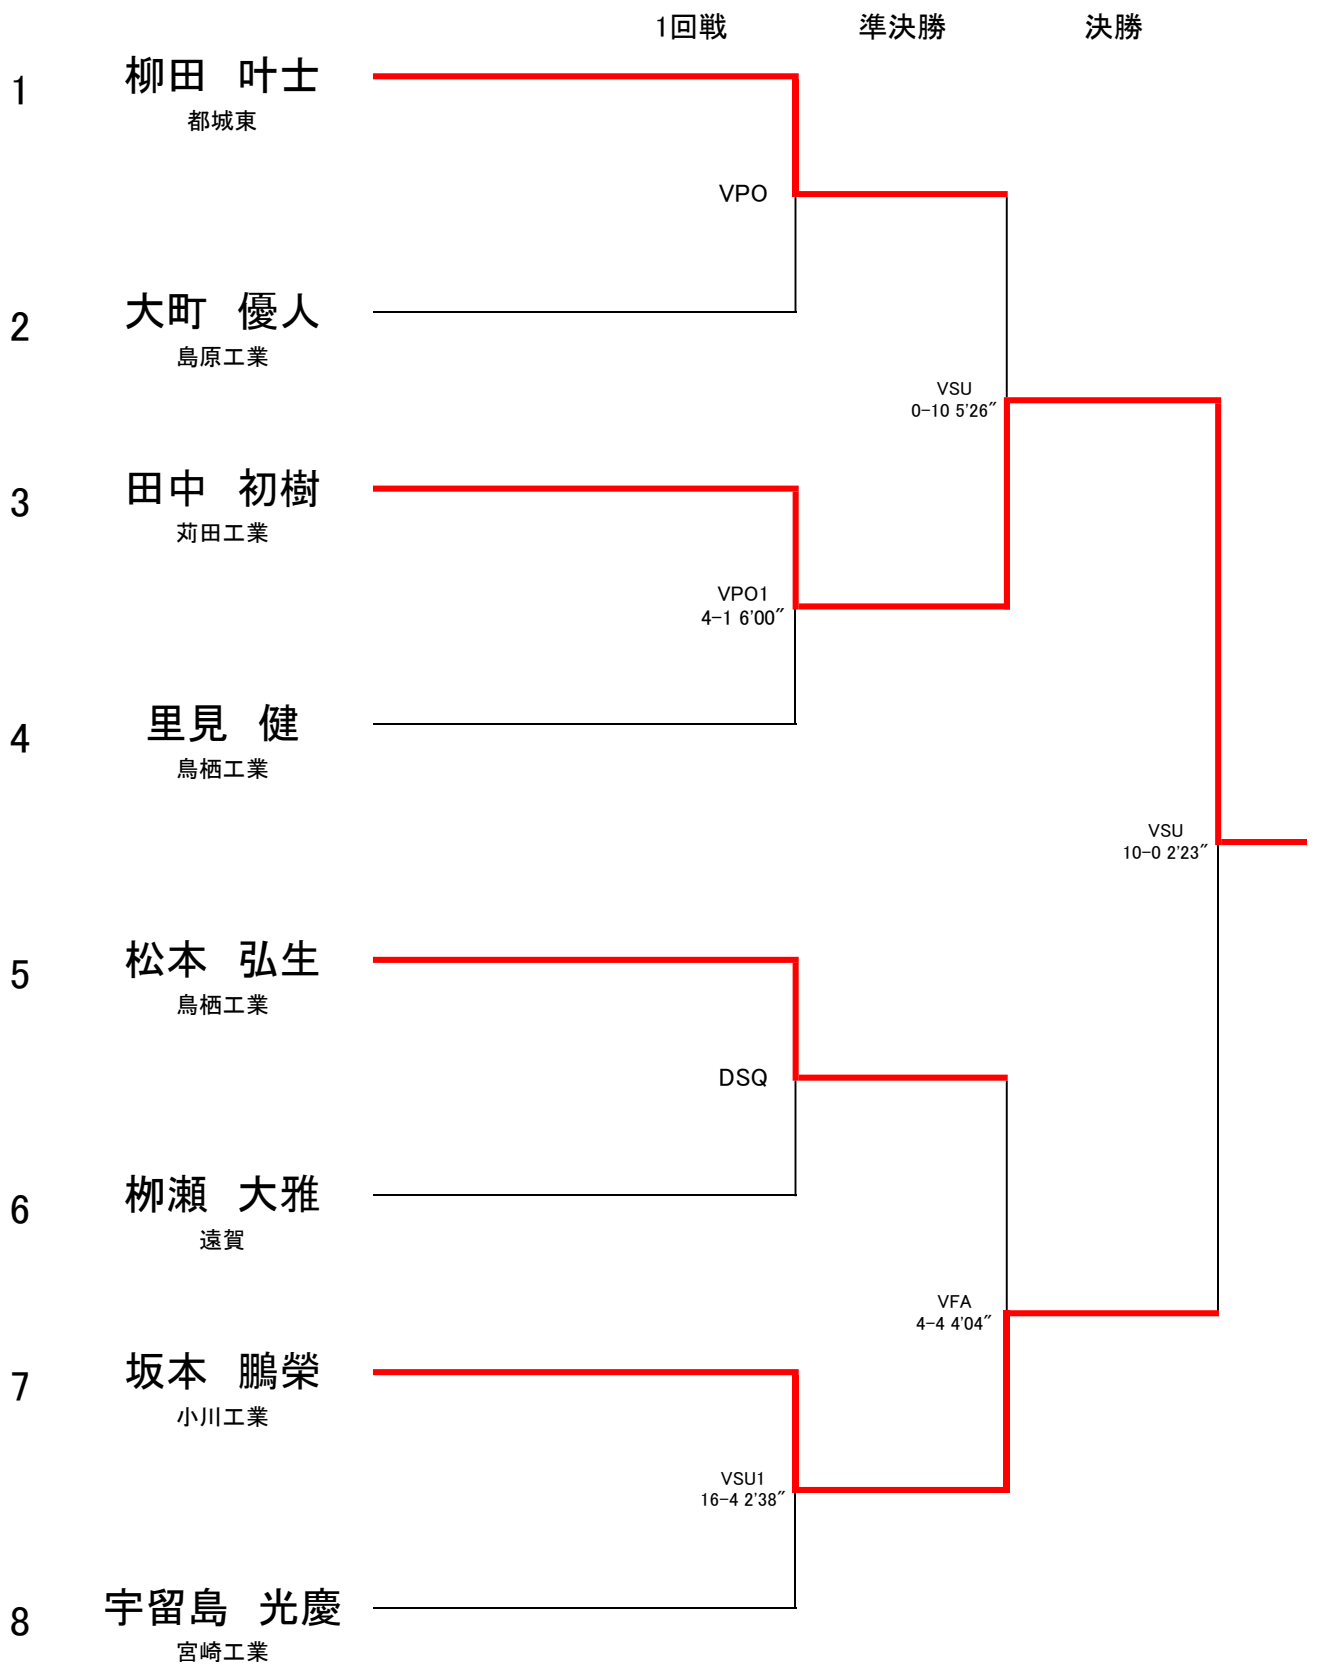 1回戦 準決勝 決勝
1 柳田 叶士
都城東
VPO
2 大町 優人
島原工業
VSU
0-10 5'26"
3 田中 初樹
苅田工業
VPO1
4-1 6'00"
4 里見 健
鳥栖工業
VSU
10-0 2'23"
5 松本 弘生
鳥栖工業
DSQ
6 栁瀬 大雅
遠賀
VFA
4-4 4'04"
7 坂本 鵬榮
小川工業
VSU1
16-4 2'38"
8 宇留島 光慶
宮崎工業